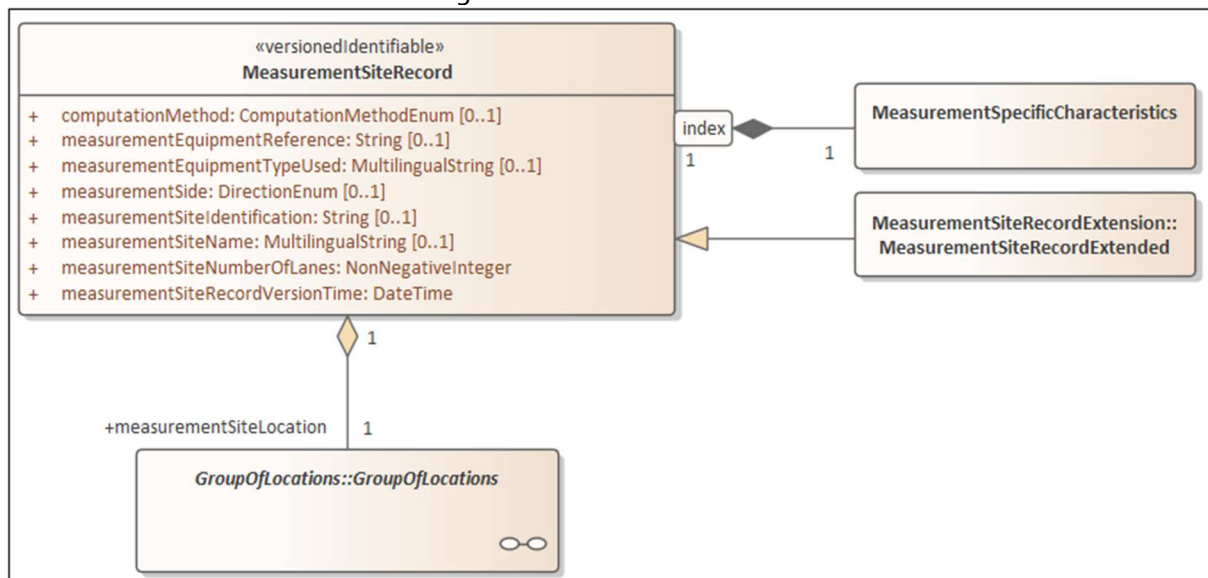 «versionedIdentifiable»
MeasurementSiteRecord
+ computationMethod: ComputationMethodEnum [0..1]
+ measurementEquipmentReference: String [0..1]
+ measurementEquipmentTypeUsed: MultilingualString [0..1]
+ measurementSide: DirectionEnum [0..1]
+ measurementSiteIdentification: String [0..1]
+ measurementSiteName: MultilingualString [0..1]
+ measurementSiteNumberOfLanes: NonNegativeInteger
+ measurementSiteRecordVersionTime: DateTime
index
1
1
MeasurementSpecificCharacteristics
MeasurementSiteRecordExtension::
MeasurementSiteRecordExtended
1
+measurementSiteLocation
1
GroupOfLocations::GroupOfLocations